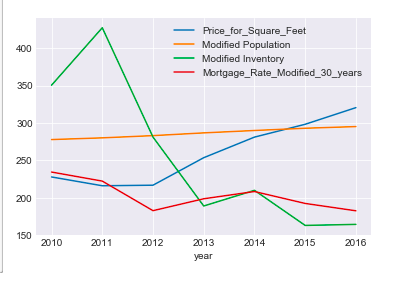 Price_for_Square_Feet
Modified Population
Modified Inventory
Mortgage_Rate_Modified_30_years
400
350
300
250
200
150
2010 2011 2012 2013 2014 2015 2016
year